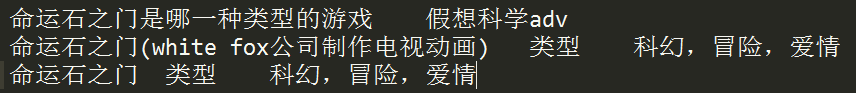 命运石之门是哪一种类型的游戏    假想科学adv
命运石之门(white fox公司制作电视动画)    类型    科幻，冒险，爱情
命运石之门    类型    科幻，冒险，爱情